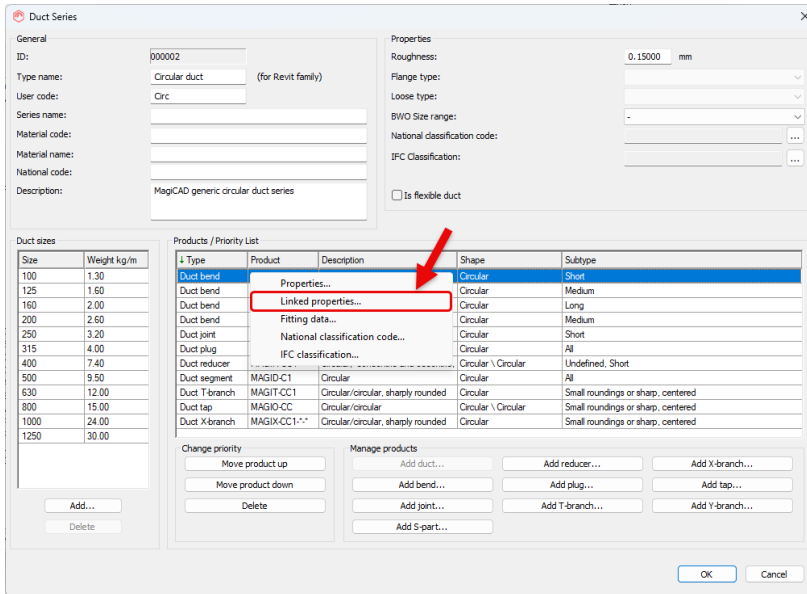 Duct Series
General
ID: 000002
Type name: Circular duct (for Revit family)
User code: Circ
Series name:
Material code:
Material name:
National code:
Description: MagiCAD generic circular duct series
Properties
Roughness: 0.15000 mm
Flange type:
Loose type:
BWO Size range: -
National classification code: ...
IFC Classification: ...
Is flexible duct
Duct sizes
Size Weight kg/m
100 1.30
125 1.60
160 2.00
200 2.60
250 3.20
315 4.00
400 7.40
500 9.50
630 12.00
800 15.00
1000 24.00
1250 30.00
Add...
Delete
Products / Priority List
↓ Type Product Description Shape Subtype
Duct bend Circular Short
Duct bend Circular Medium
Duct bend Circular Long
Duct bend Circular Medium
Duct joint Circular Short
Duct plug Circular All
Duct reducer Circular \ Circular Undefined, Short
Duct segment MAGID-C1 Circular Circular All
Duct T-branch MAGIT-CC1 Circular/circular, sharply rounded Circular Small roundings or sharp, centered
Duct tap MAGIO-CC Circular/circular Circular \ Circular Small roundings or sharp, centered
Duct X-branch MAGIX-CC1-*-* Circular/circular, sharply rounded Circular Small roundings or sharp, centered
Properties...
Linked properties...
Fitting data...
National classification code...
IFC classification...
Change priority
Move product up
Move product down
Delete
Manage products
Add duct... Add reducer... Add X-branch...
Add bend... Add plug... Add tap...
Add joint... Add T-branch... Add Y-branch...
Add S-part...
OK Cancel